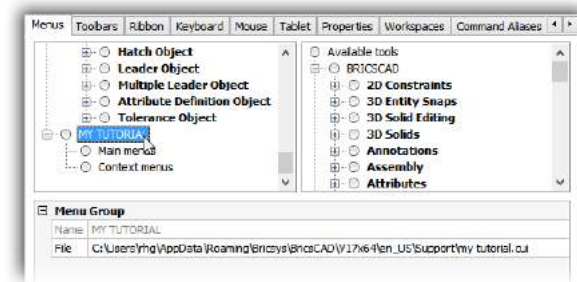 Menus Toolbars Ribbon Keyboard Mouse Tablet Properties Workspaces Command Aliases
Hatch Object
Leader Object
Multiple Leader Object
Attribute Definition Object
Tolerance Object
MY TUTORIAL
Main menus
Context menus
Available tools
BRICSCAD
2D Constraints
3D Entity Snaps
3D Solid Editing
3D Solids
Annotations
Assembly
Attributes
Menu Group
Name MY TUTORIAL
File C:\Users\rhg\AppData\Roaming\Bricsys\BricsCAD\V17x64\en_US\Support\my tutorial.cui